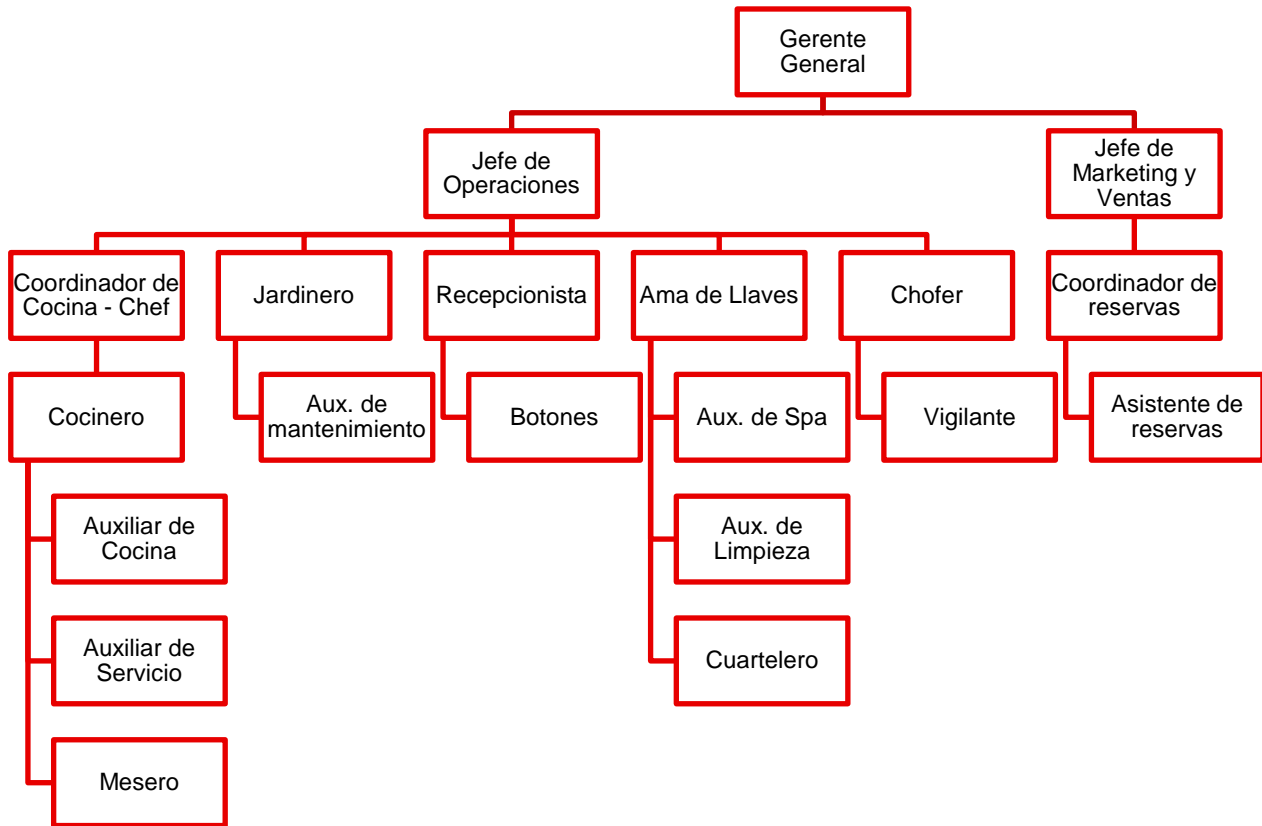 Gerente
General
Jefe de
Operaciones
Jefe de
Marketing y
Ventas
Coordinador de
Cocina - Chef
Jardinero
Recepcionista
Ama de Llaves
Chofer
Coordinador de
reservas
Cocinero
Aux. de
mantenimiento
Botones
Aux. de Spa
Vigilante
Asistente de
reservas
Auxiliar de
Cocina
Aux. de
Limpieza
Auxiliar de
Servicio
Cuartelero
Mesero